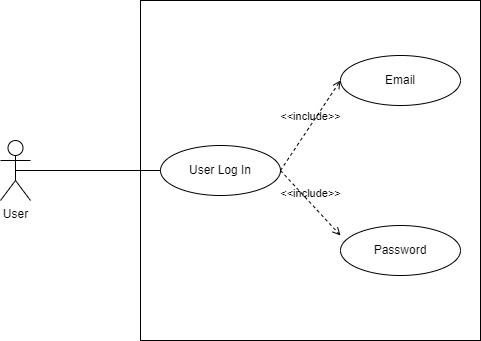 Email
<<include>>
User Log In
<<include>>
User
Password